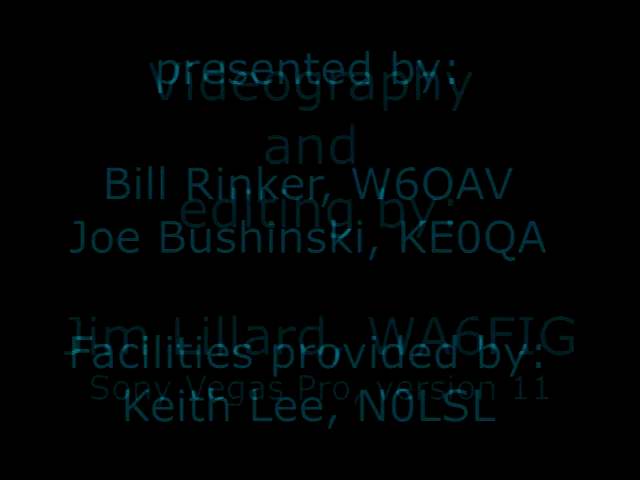 presented by:
Videography
and
Bill Rinker, W6OAV
editing by:
Joe Bushinski, KE0QA
Jim Lillard, WA6FIG
Facilities provided by:
Sony Vegas Pro, version 11
Keith Lee, N0LSL